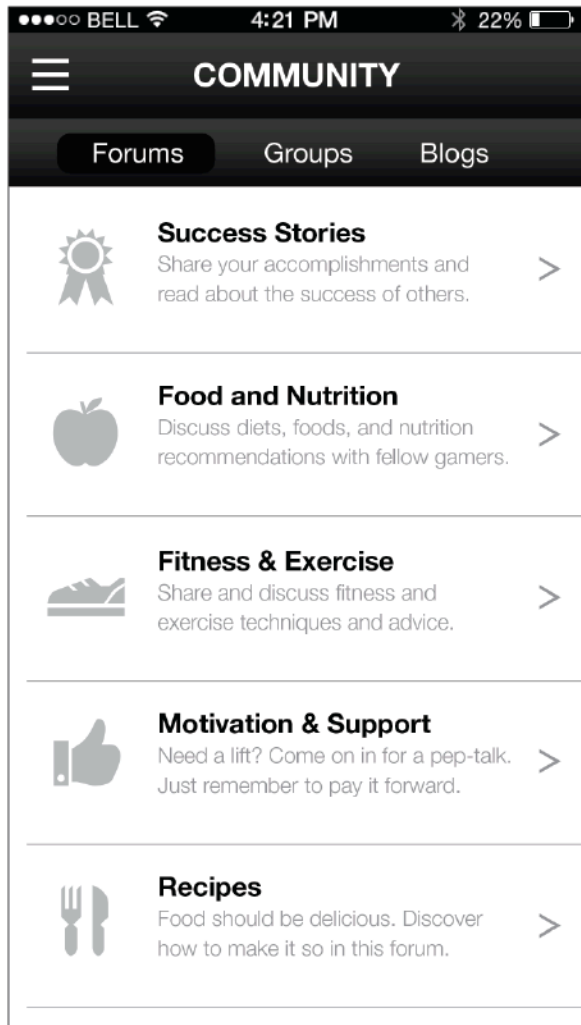 BELL 4:21 PM 22%
COMMUNITY
Forums Groups Blogs
Success Stories
Share your accomplishments and
read about the success of others.
Food and Nutrition
Discuss diets, foods, and nutrition
recommendations with fellow gamers.
Fitness & Exercise
Share and discuss fitness and
exercise techniques and advice.
Motivation & Support
Need a lift? Come on in for a pep-talk.
Just remember to pay it forward.
Recipes
Food should be delicious. Discover
how to make it so in this forum.